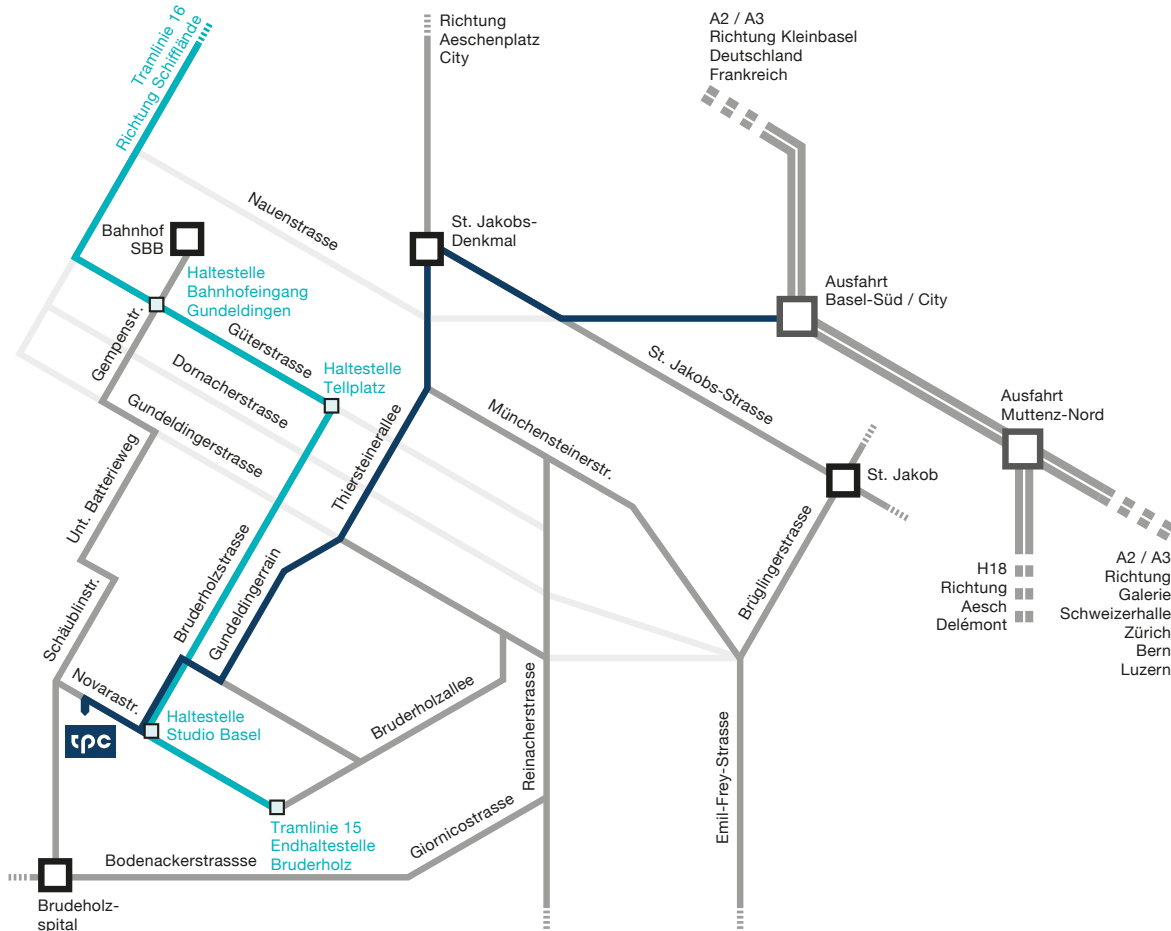 Tramlinie 16
Richtung Schifflände
Richtung
Aeschenplatz
City
A2 / A3
Richtung Kleinbasel
Deutschland
Frankreich
Nauenstrasse
Bahnhof
SBB
St. Jakobs-
Denkmal
Haltestelle
Bahnhofeingang
Gundeldingen
Ausfahrt
Basel-Süd / City
Gempenstr.
Güterstrasse
Dornacherstrasse
Gundeldingerstrasse
Haltestelle
Tellplatz
Thiersteinerallee
Münchensteinerstr.
St. Jakobs-Strasse
Ausfahrt
Muttenz-Nord
St. Jakob
Unt. Batterieweg
Bruderholzstrasse
Gundeldingerrain
Brüglingerstrasse
H18
Richtung
Aesch
Delémont
A2 / A3
Richtung
Galerie
Schweizerhalle
Zürich
Bern
Luzern
Schäublinstr.
Novarastr.
tpc
Haltestelle
Studio Basel
Bruderholzallee
Reinacherstrasse
Emil-Frey-Strasse
Tramlinie 15
Endhaltestelle
Bruderholz
Giornicostrasse
Bodenackerstrassse
Brudeholz-
spital